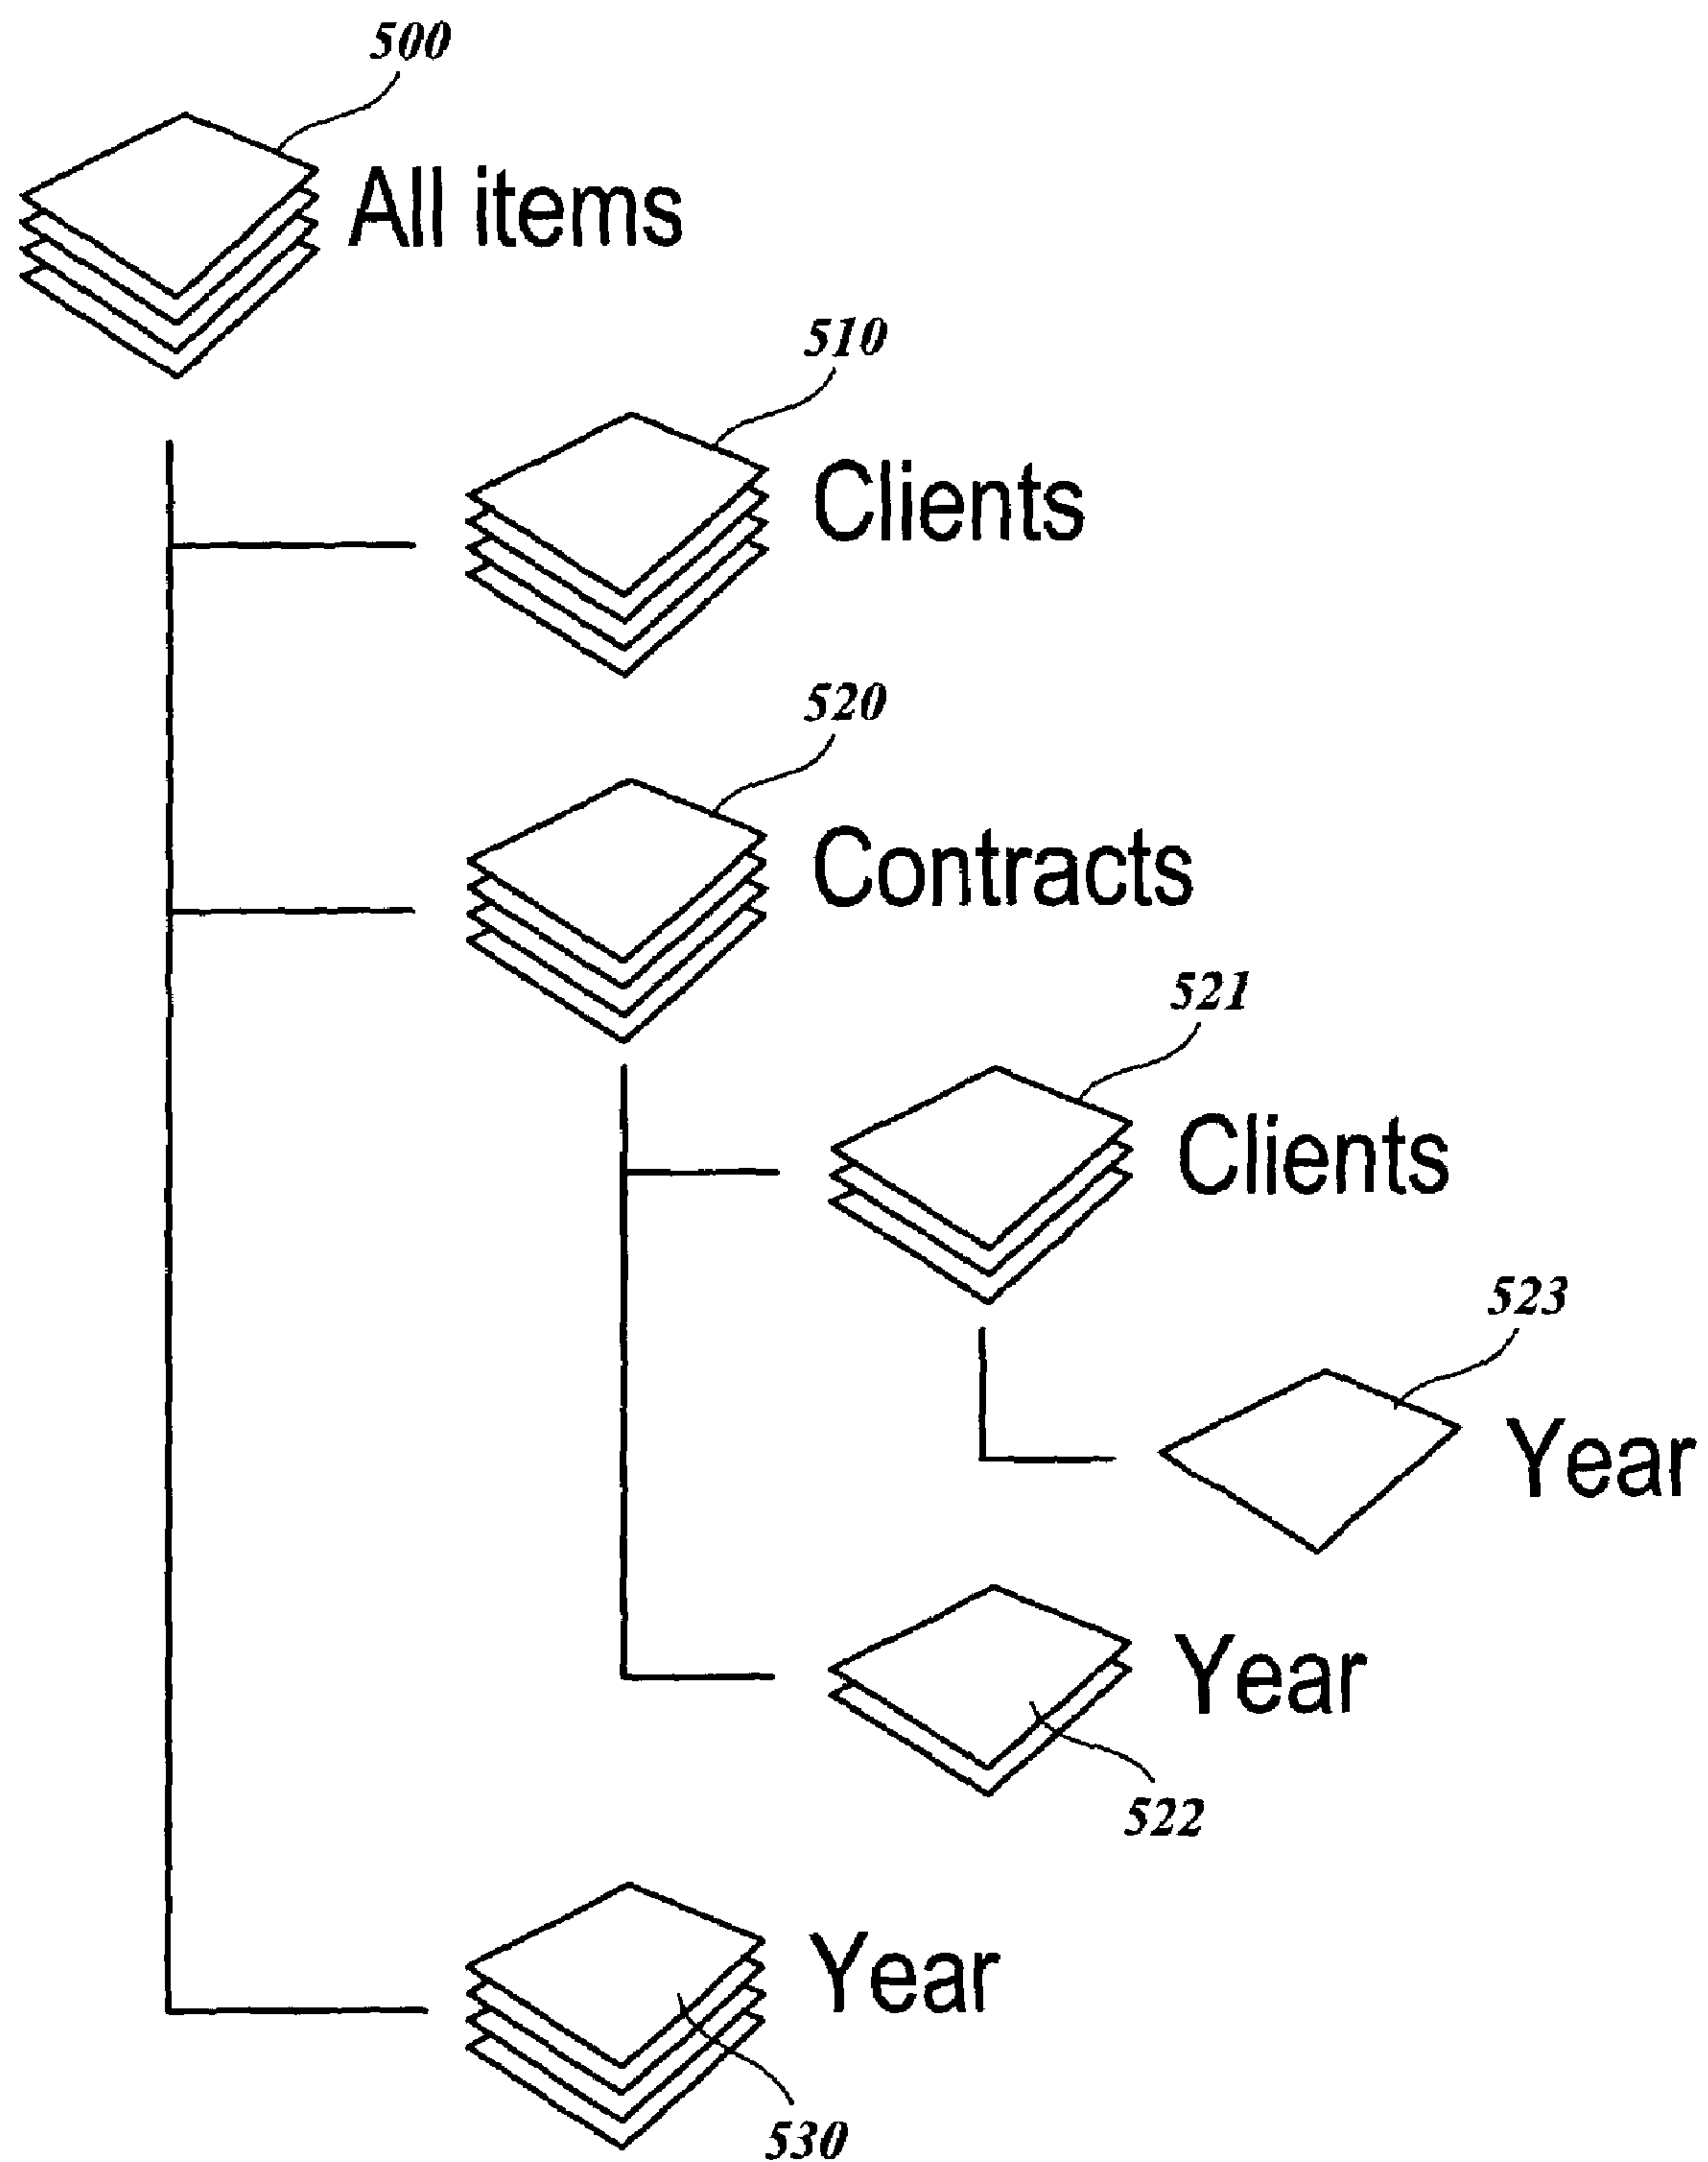 500
All items
510
Clients
520
Contracts
521
Clients
523
Year
Year
522
Year
530